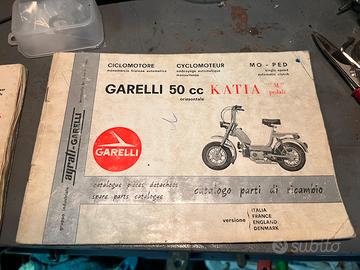 CICLOMOTORE
monomarcia frizione automatica
CYCLOMOTEUR
embrayage automatique
monovitesse
MO - PED
single speed
automatic clutch
GARELLI 50 cc KATIA "M"
orizzontale
pedali
agrati-GARELLI
gruppo industriale
GARELLI
catalogue pièces détachées
spare parts catalogue
catalogo parti di ricambio
versione
ITALIA
FRANCE
ENGLAND
DENMARK
subito